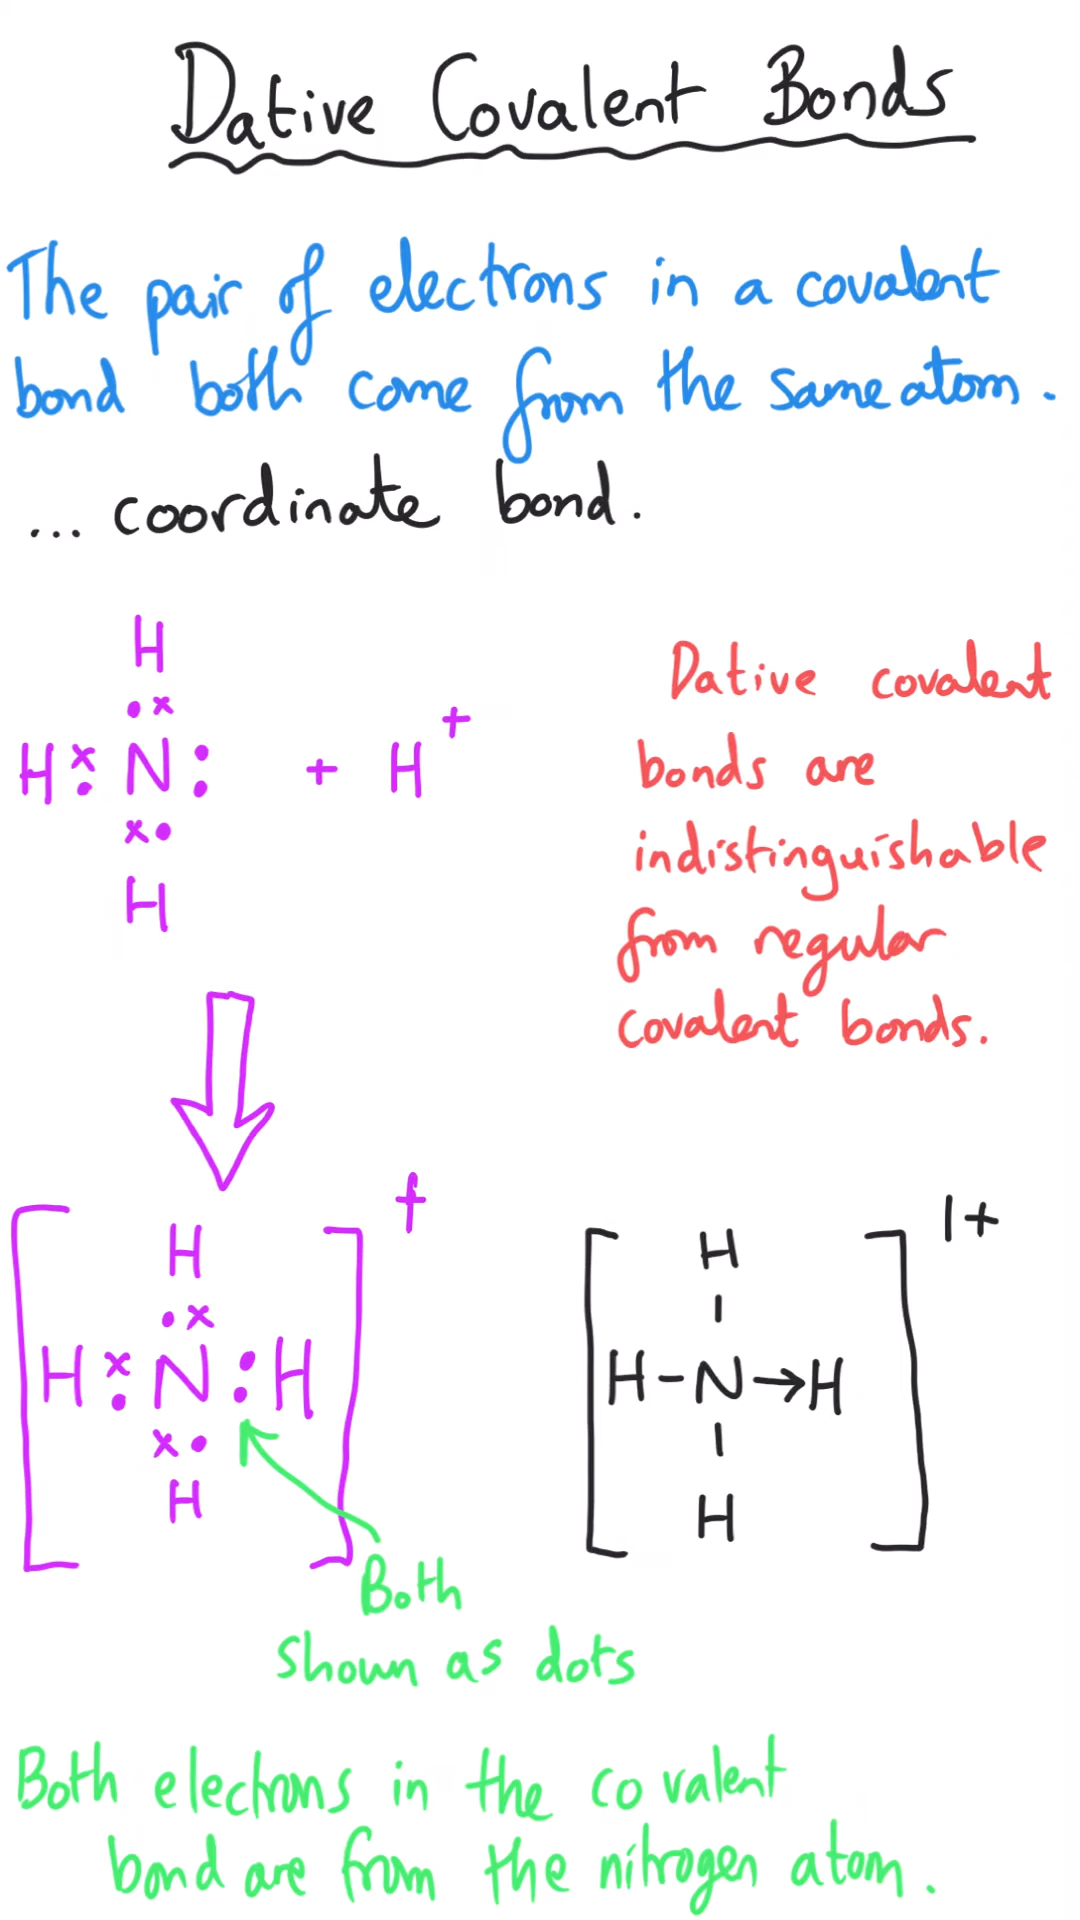 Dative Covalent Bonds
The pair of electrons in a covalent
bond both come from the same atom.
... coordinate bond.
H
•x
H x• N : + H +
x•
H
Dative covalent
bonds are
indistinguishable
from regular
covalent bonds.
[ ] +
H
•x
H x• N : H
x•
H
[ ] 1+
H
|
H-N→H
|
H
Both
shown as dots
Both electrons in the covalent
bond are from the nitrogen atom.